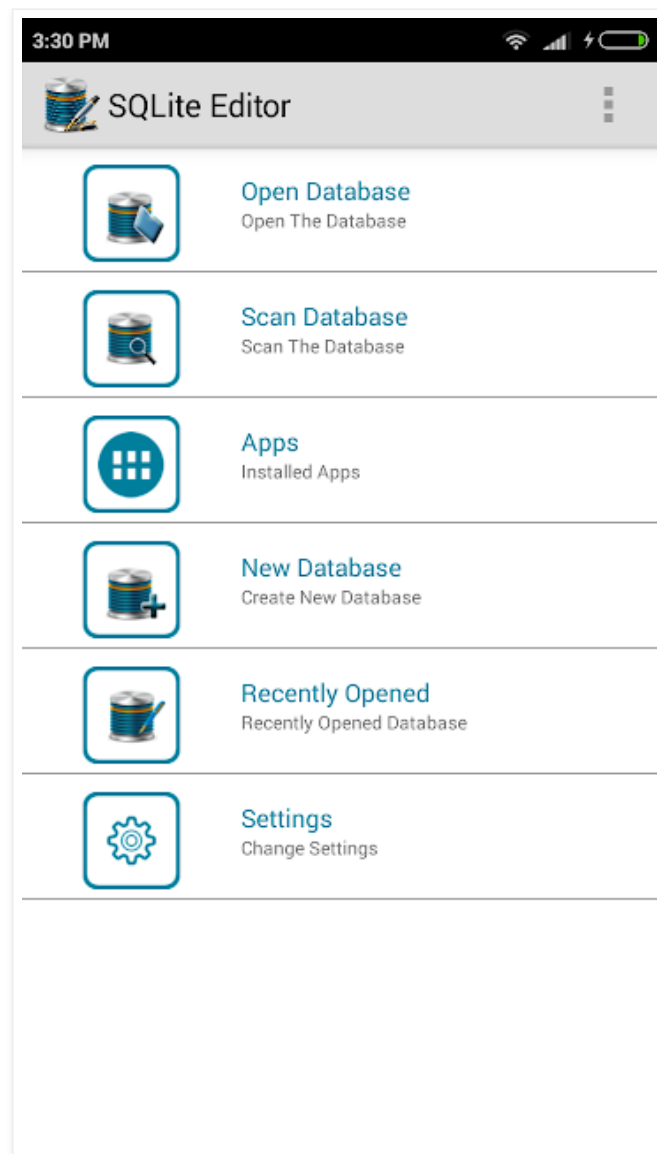 3:30 PM
SQLite Editor
Open Database
Open The Database
Scan Database
Scan The Database
Apps
Installed Apps
New Database
Create New Database
Recently Opened
Recently Opened Database
Settings
Change Settings